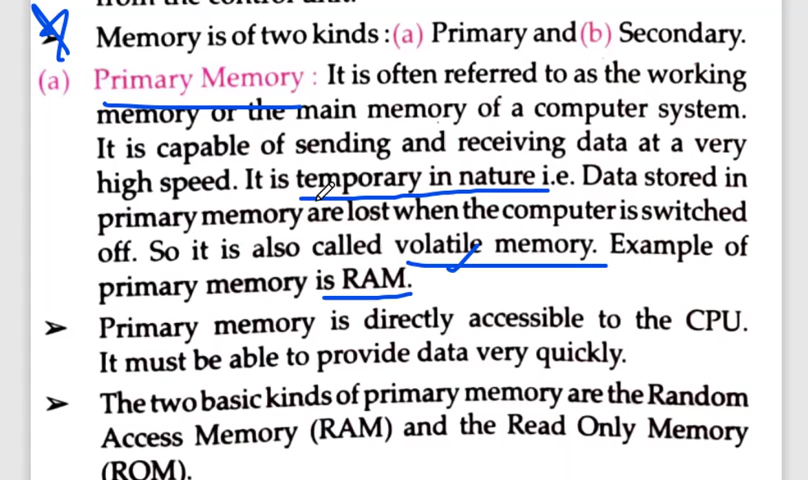 Memory is of two kinds : (a) Primary and (b) Secondary.
(a) Primary Memory : It is often referred to as the working
memory or the main memory of a computer system.
It is capable of sending and receiving data at a very
high speed. It is temporary in nature i.e. Data stored in
primary memory are lost when the computer is switched
off. So it is also called volatile memory. Example of
primary memory is RAM.
➤ Primary memory is directly accessible to the CPU.
It must be able to provide data very quickly.
➤ The two basic kinds of primary memory are the Random
Access Memory (RAM) and the Read Only Memory
(ROM).